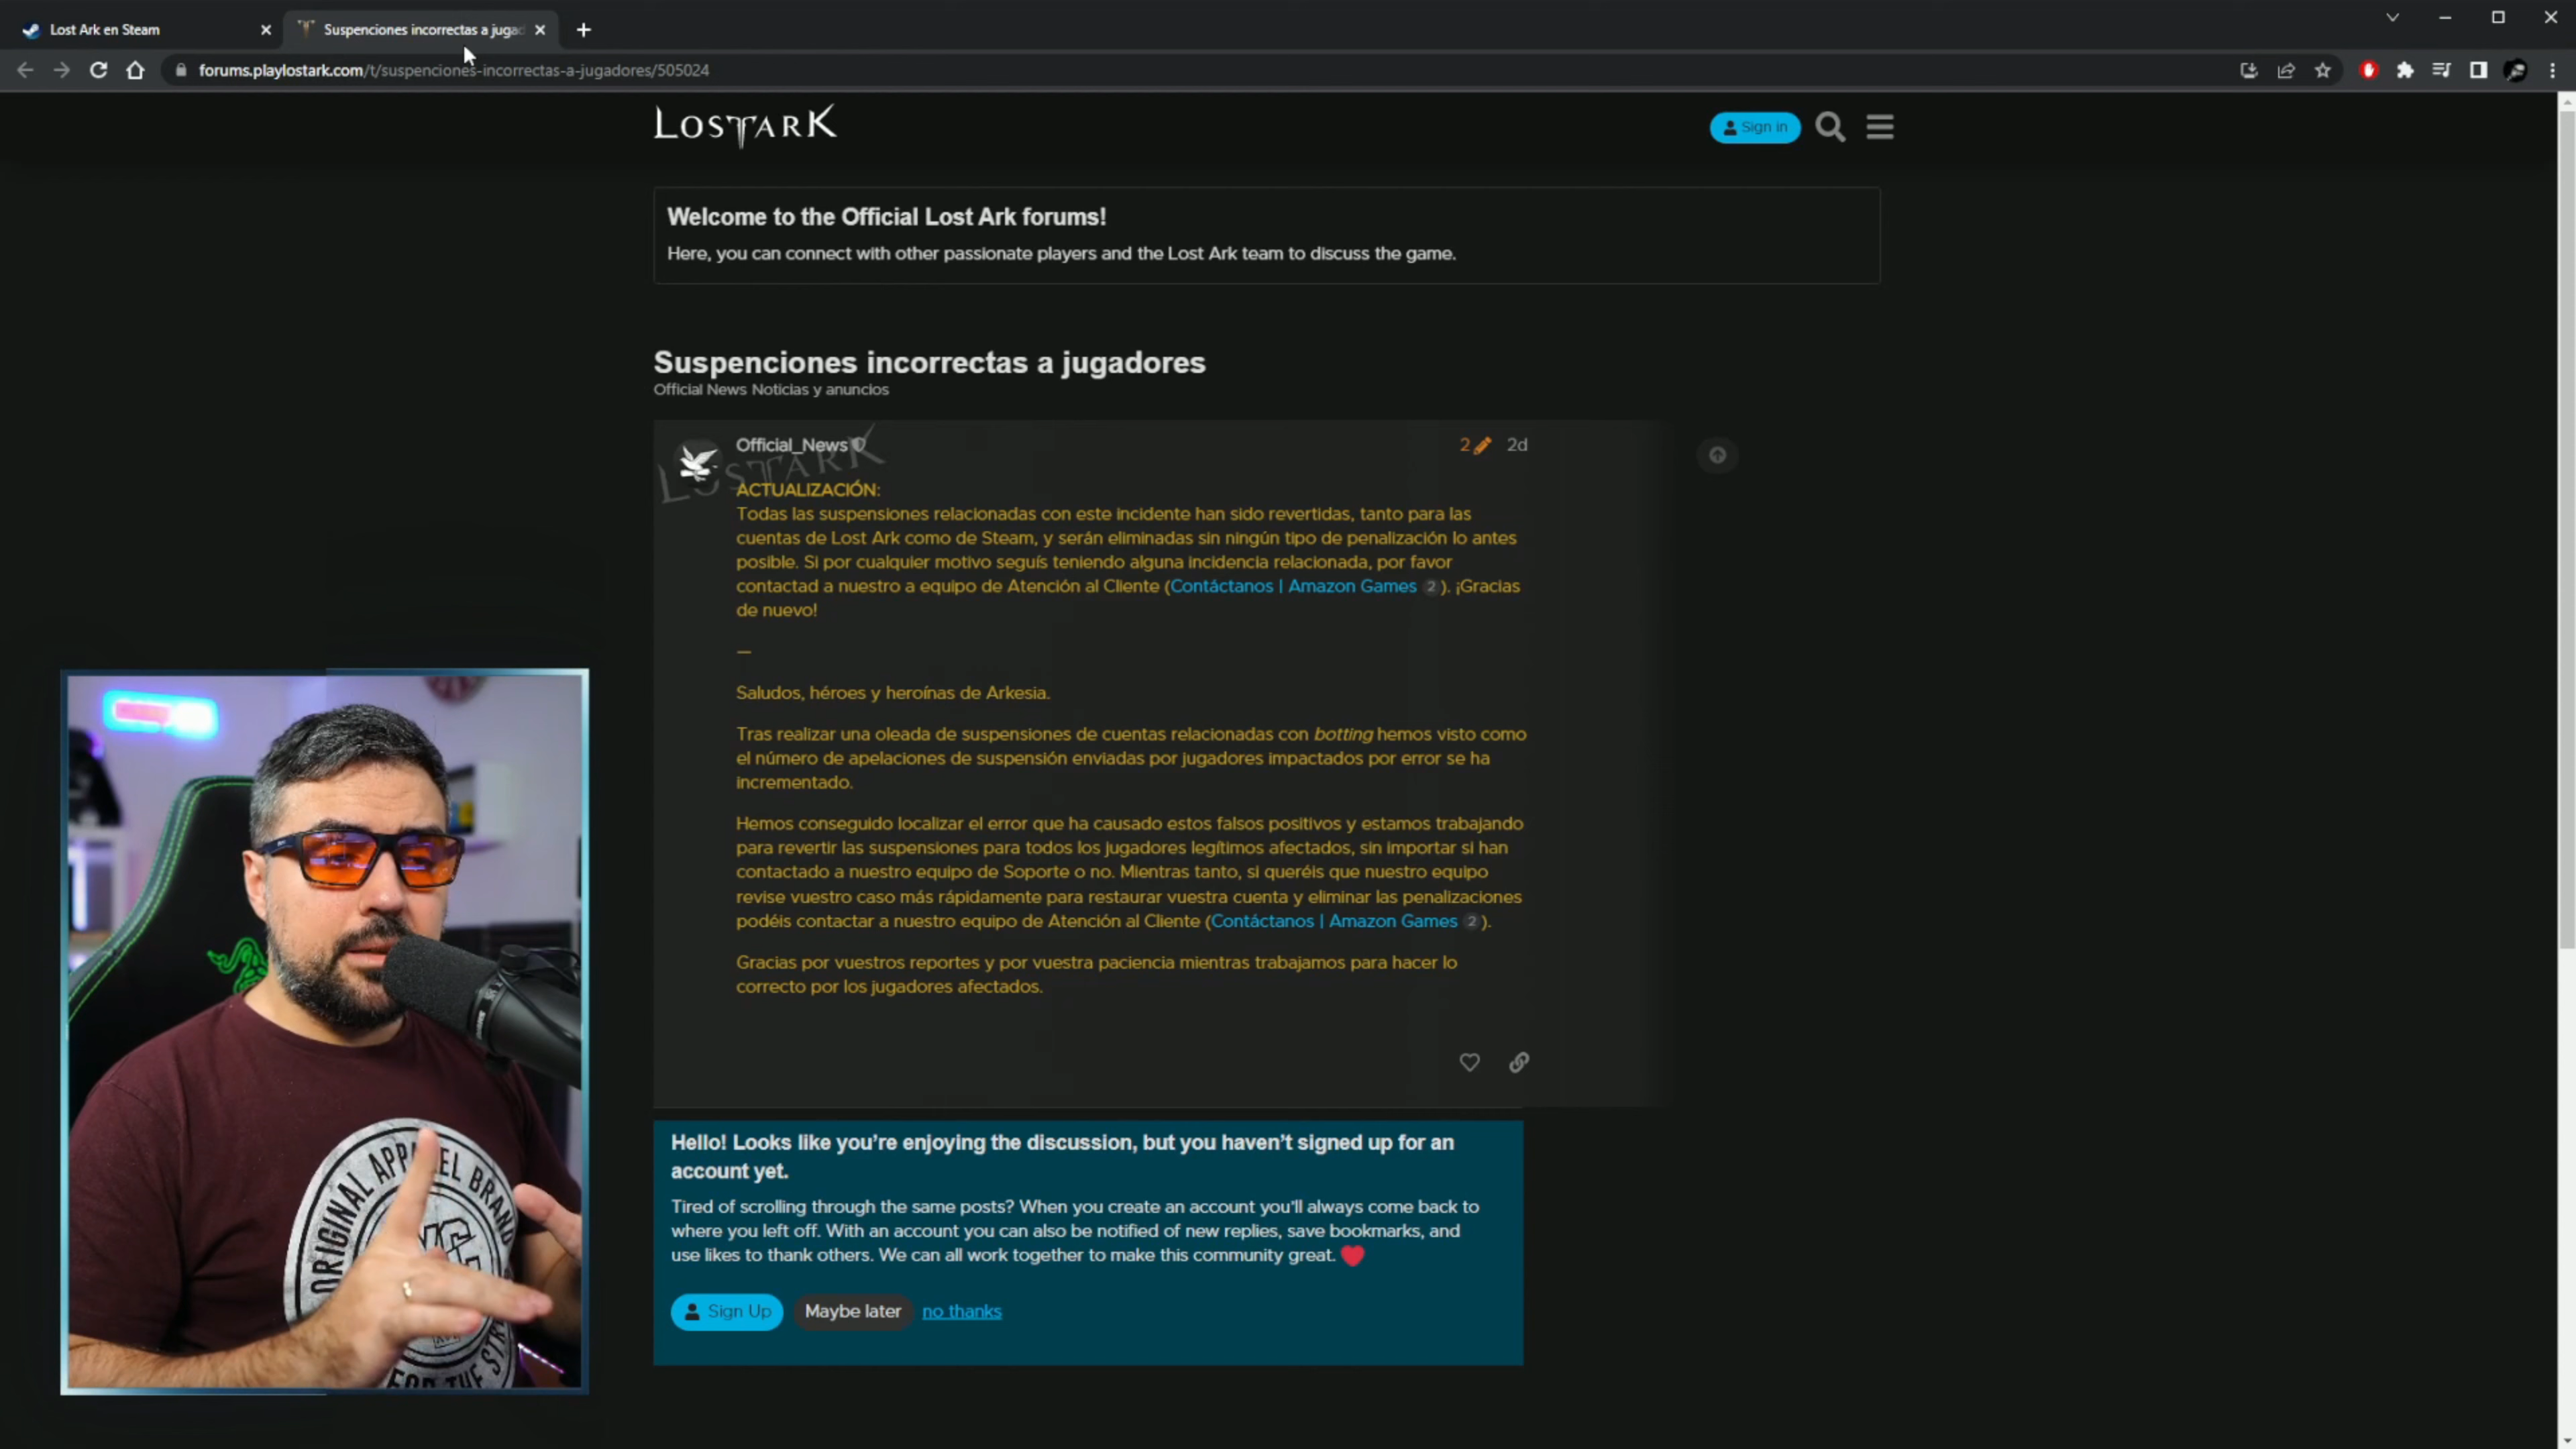 Lost Ark en Steam
Suspenciones incorrectas a jugad
forums.playlostark.com/t/suspenciones-incorrectas-a-jugadores/505024
LOSTARK
Sign in
Welcome to the Official Lost Ark forums!
Here, you can connect with other passionate players and the Lost Ark team to discuss the game.
Suspenciones incorrectas a jugadores
Official News Noticias y anuncios
Official_News
2
2d
LOSTARK
ACTUALIZACIÓN:
Todas las suspensiones relacionadas con este incidente han sido revertidas, tanto para las
cuentas de Lost Ark como de Steam, y serán eliminadas sin ningún tipo de penalización lo antes
posible. Si por cualquier motivo seguís teniendo alguna incidencia relacionada, por favor
contactad a nuestro a equipo de Atención al Cliente (Contáctanos | Amazon Games 2). ¡Gracias
de nuevo!
—
Saludos, héroes y heroínas de Arkesia.
Tras realizar una oleada de suspensiones de cuentas relacionadas con botting hemos visto como
el número de apelaciones de suspensión enviadas por jugadores impactados por error se ha
incrementado.
Hemos conseguido localizar el error que ha causado estos falsos positivos y estamos trabajando
para revertir las suspensiones para todos los jugadores legítimos afectados, sin importar si han
contactado a nuestro equipo de Soporte o no. Mientras tanto, si queréis que nuestro equipo
revise vuestro caso más rápidamente para restaurar vuestra cuenta y eliminar las penalizaciones
podéis contactar a nuestro equipo de Atención al Cliente (Contáctanos | Amazon Games 2).
Gracias por vuestros reportes y por vuestra paciencia mientras trabajamos para hacer lo
correcto por los jugadores afectados.
Hello! Looks like you're enjoying the discussion, but you haven't signed up for an
account yet.
Tired of scrolling through the same posts? When you create an account you'll always come back to
where you left off. With an account you can also be notified of new replies, save bookmarks, and
use likes to thank others. We can all work together to make this community great.
Sign Up
Maybe later
no thanks
ORIGINAL APPAREL BRAND
FOR THE